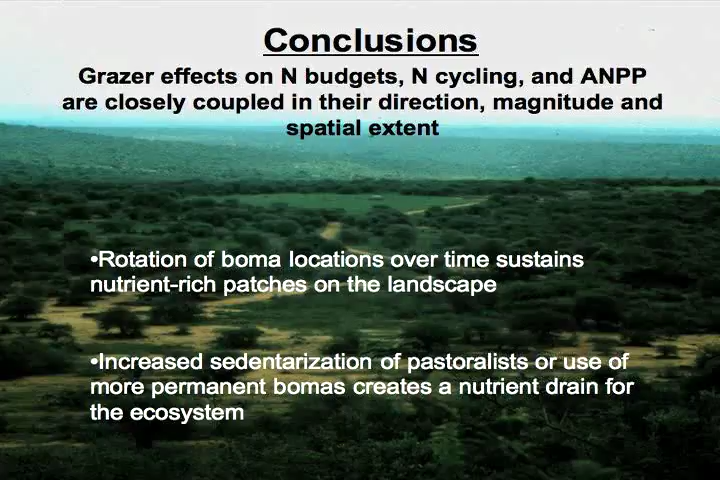 Conclusions
Grazer effects on N budgets, N cycling, and ANPP
are closely coupled in their direction, magnitude and
spatial extent
•Rotation of boma locations over time sustains
nutrient-rich patches on the landscape
•Increased sedentarization of pastoralists or use of
more permanent bomas creates a nutrient drain for
the ecosystem